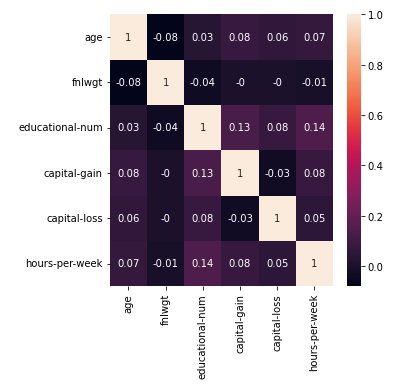 1.0
age 1 -0.08 0.03 0.08 0.06 0.07
0.8
fnlwgt -0.08 1 -0.04 -0 -0 -0.01
0.6
educational-num 0.03 -0.04 1 0.13 0.08 0.14
0.4
capital-gain 0.08 -0 0.13 1 -0.03 0.08
0.2
capital-loss 0.06 -0 0.08 -0.03 1 0.05
hours-per-week 0.07 -0.01 0.14 0.08 0.05 1
0.0
age
fnlwgt
educational-num
capital-gain
capital-loss
hours-per-week